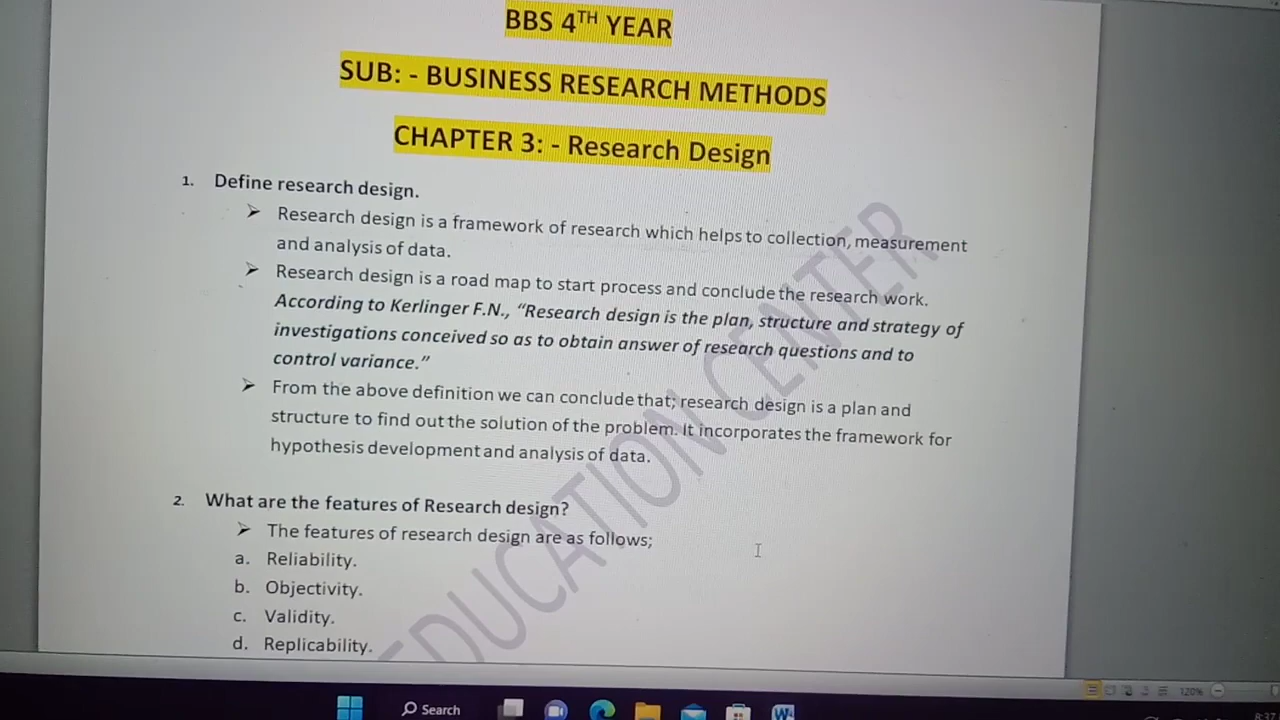 BBS 4TH YEAR
SUB: - BUSINESS RESEARCH METHODS
CHAPTER 3: - Research Design
1. Define research design.
➢ Research design is a framework of research which helps to collection, measurement
and analysis of data.
➢ Research design is a road map to start process and conclude the research work.
According to Kerlinger F.N., “Research design is the plan, structure and strategy of
investigations conceived so as to obtain answer of research questions and to
control variance.”
➢ From the above definition we can conclude that; research design is a plan and
structure to find out the solution of the problem. It incorporates the framework for
hypothesis development and analysis of data.
2. What are the features of Research design?
➢ The features of research design are as follows;
a. Reliability.
b. Objectivity.
c. Validity.
d. Replicability.
EDUCATION CENTER
120%
Search
8:37